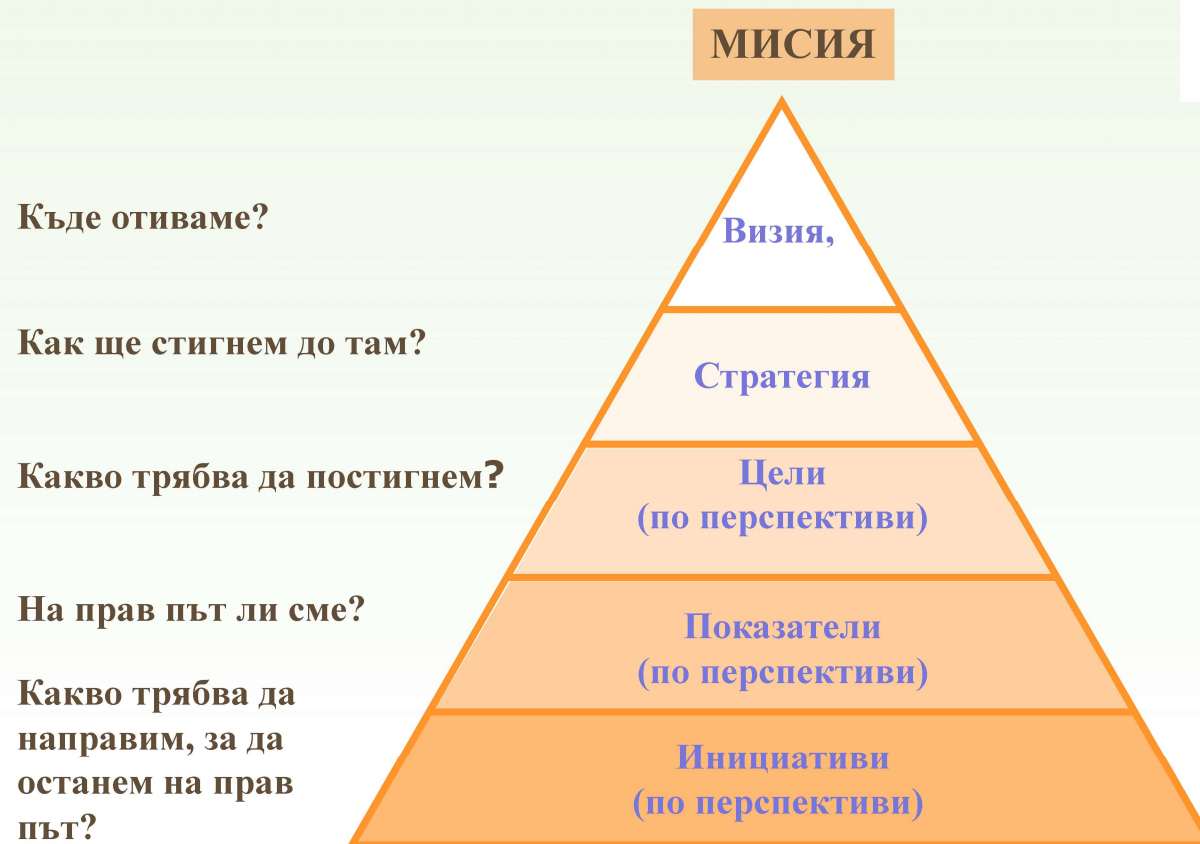 МИСИЯ
Къде отиваме?
Визия,
Как ще стигнем до там?
Стратегия
Какво трябва да постигнем?
Цели
(по перспективи)
На прав път ли сме?
Показатели
(по перспективи)
Какво трябва да
направим, за да
останем на прав
път?
Инициативи
(по перспективи)